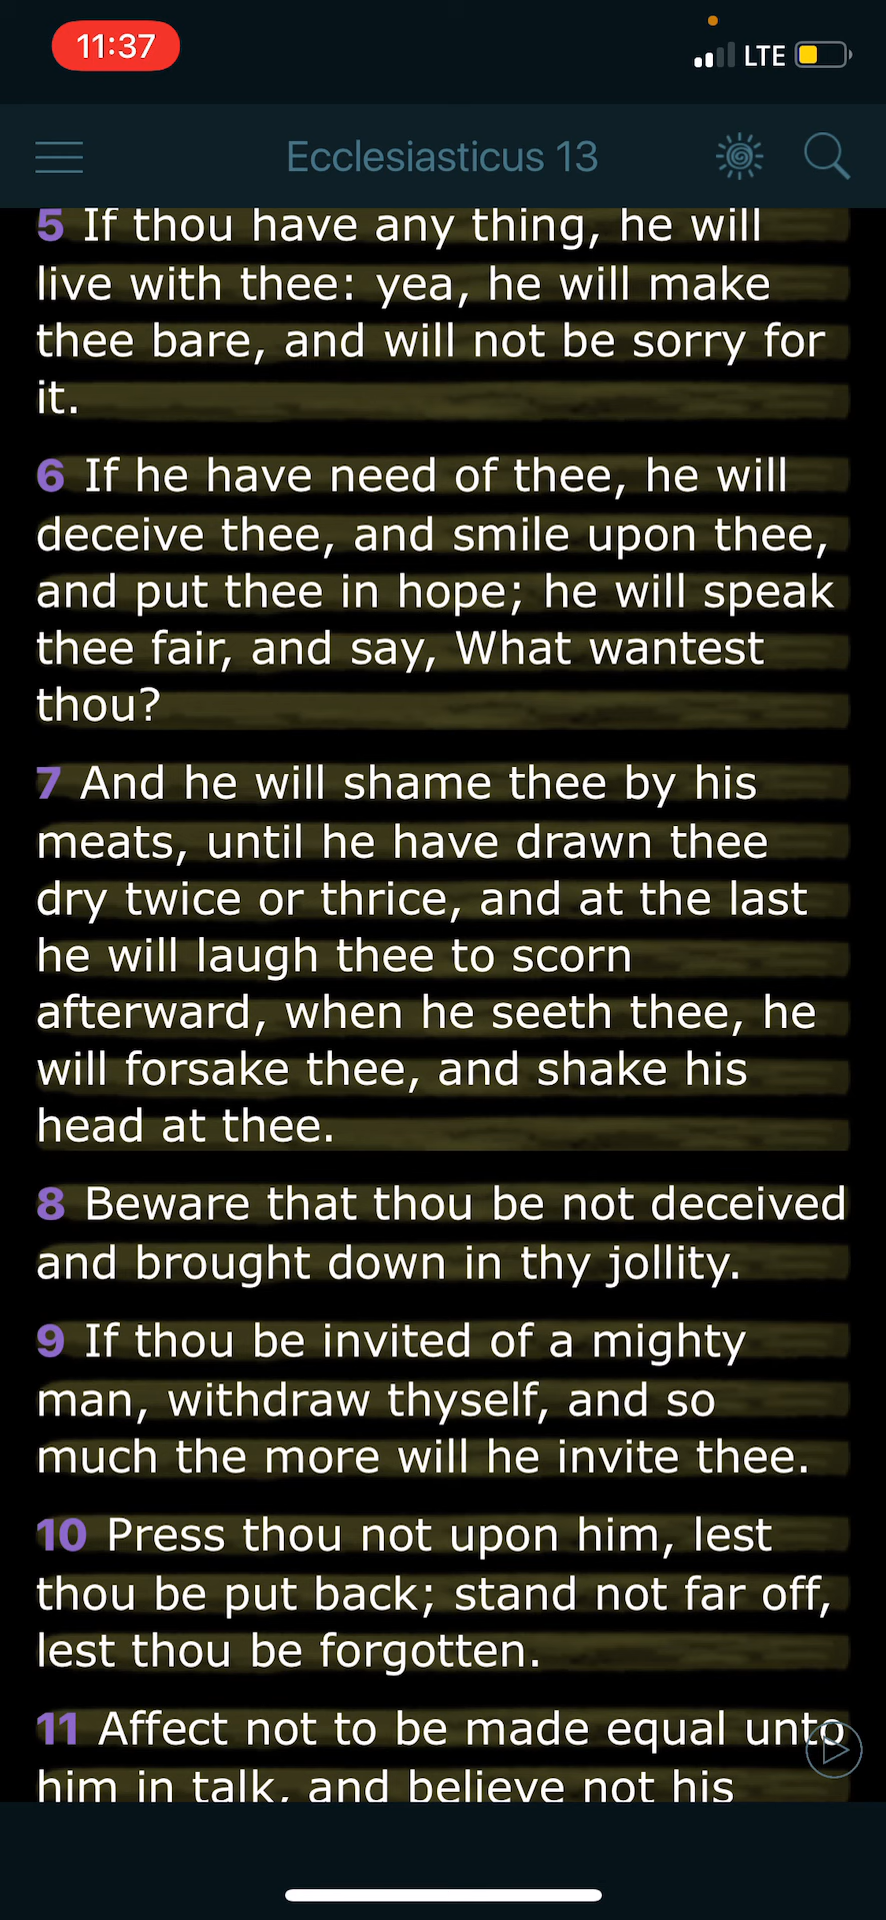 11:37
LTE
Ecclesiasticus 13
5 If thou have any thing, he will
live with thee: yea, he will make
thee bare, and will not be sorry for
it.
6 If he have need of thee, he will
deceive thee, and smile upon thee,
and put thee in hope; he will speak
thee fair, and say, What wantest
thou?
7 And he will shame thee by his
meats, until he have drawn thee
dry twice or thrice, and at the last
he will laugh thee to scorn
afterward, when he seeth thee, he
will forsake thee, and shake his
head at thee.
8 Beware that thou be not deceived
and brought down in thy jollity.
9 If thou be invited of a mighty
man, withdraw thyself, and so
much the more will he invite thee.
10 Press thou not upon him, lest
thou be put back; stand not far off,
lest thou be forgotten.
11 Affect not to be made equal unto
him in talk, and believe not his